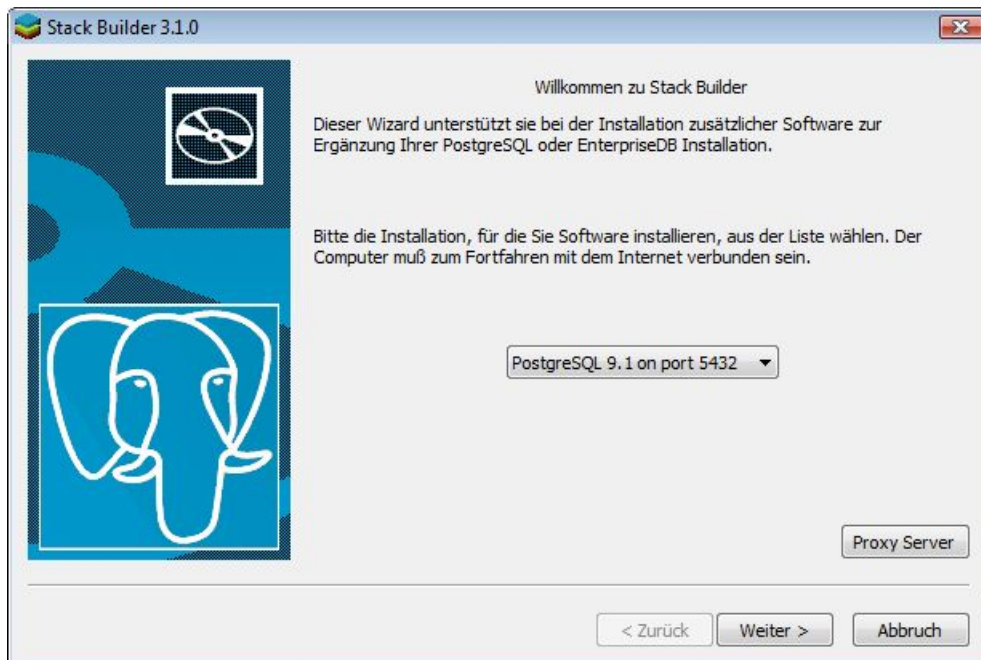 Stack Builder 3.1.0
Willkommen zu Stack Builder
Dieser Wizard unterstützt sie bei der Installation zusätzlicher Software zur
Ergänzung Ihrer PostgreSQL oder EnterpriseDB Installation.
Bitte die Installation, für die Sie Software installieren, aus der Liste wählen. Der
Computer muß zum Fortfahren mit dem Internet verbunden sein.
PostgreSQL 9.1 on port 5432
Proxy Server
< Zurück
Weiter >
Abbruch